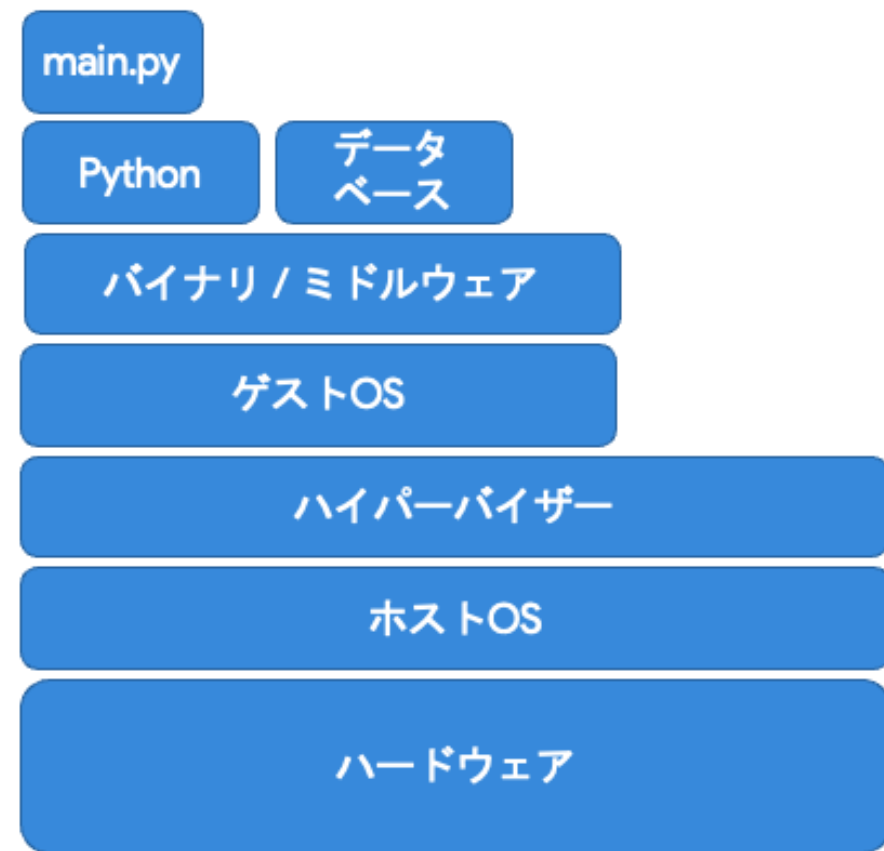 main.py
Python
データ
ベース
バイナリ / ミドルウェア
ゲストOS
ハイパーバイザー
ホストOS
ハードウェア